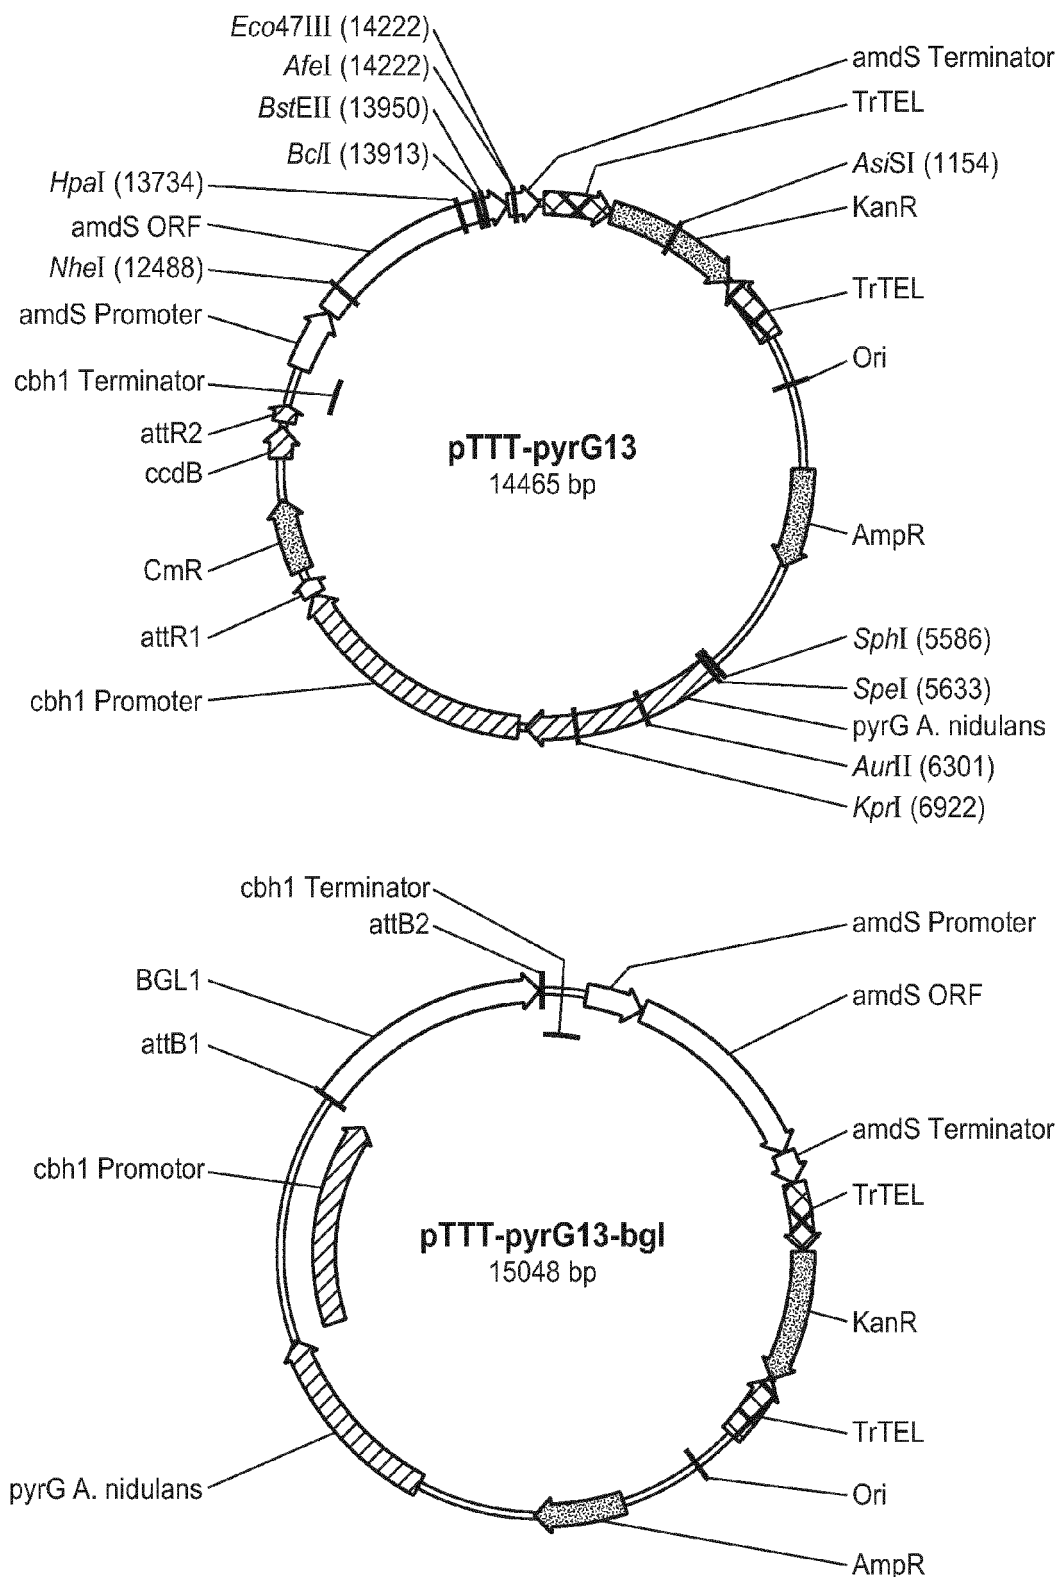 Eco47III (14222)
AfeI (14222)
BstEII (13950)
BclI (13913)
HpaI (13734)
amdS ORF
NheI (12488)
amdS Promoter
cbh1 Terminator
attR2
ccdB
CmR
attR1
cbh1 Promoter
amdS Terminator
TrTEL
AsiSI (1154)
KanR
TrTEL
Ori
AmpR
SphI (5586)
SpeI (5633)
pyrG A. nidulans
AurII (6301)
KprI (6922)
pTTT-pyrG13
14465 bp
cbh1 Terminator
attB2
BGL1
attB1
cbh1 Promotor
pyrG A. nidulans
amdS Promoter
amdS ORF
amdS Terminator
TrTEL
KanR
TrTEL
Ori
AmpR
pTTT-pyrG13-bgl
15048 bp